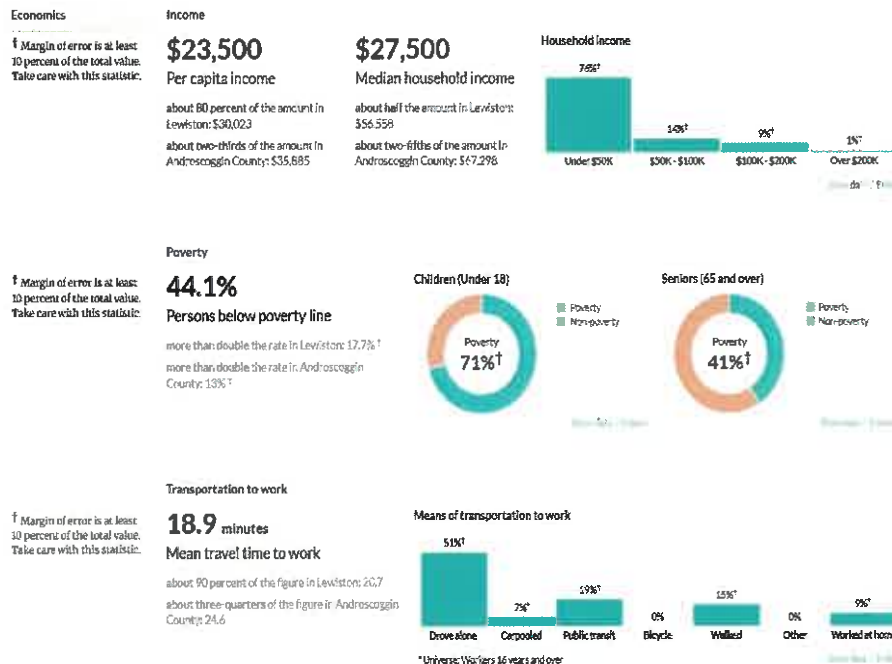 Economics
† Margin of error is at least
10 percent of the total value.
Take care with this statistic.
Income
$23,500
Per capita income
about 80 percent of the amount in
Lewiston: $30,023
about two-thirds of the amount in
Androscoggin County: $35,885
$27,500
Median household income
about half the amount in Lewiston:
$56,558
about two-fifths of the amount in
Androscoggin County: $67,298
Household income
76%†
14%†
9%†
1%†
Under $50K
$50K - $100K
$100K - $200K
Over $200K
† Margin of error is at least
10 percent of the total value.
Take care with this statistic.
Poverty
44.1%
Persons below poverty line
more than double the rate in Lewiston: 17.7% †
more than double the rate in Androscoggin
County: 13% †
Children (Under 18)
Poverty
71%†
Poverty
Non-poverty
Seniors (65 and over)
Poverty
41%†
Poverty
Non-poverty
† Margin of error is at least
10 percent of the total value.
Take care with this statistic.
Transportation to work
18.9 minutes
Mean travel time to work
about 90 percent of the figure in Lewiston: 20.7
about three-quarters of the figure in Androscoggin
County: 24.6
Means of transportation to work
51%†
7%†
19%†
0%
15%†
0%
9%†
Drove alone
Carpooled
Public transit
Bicycle
Walked
Other
Worked at hom
* Universe: Workers 16 years and over